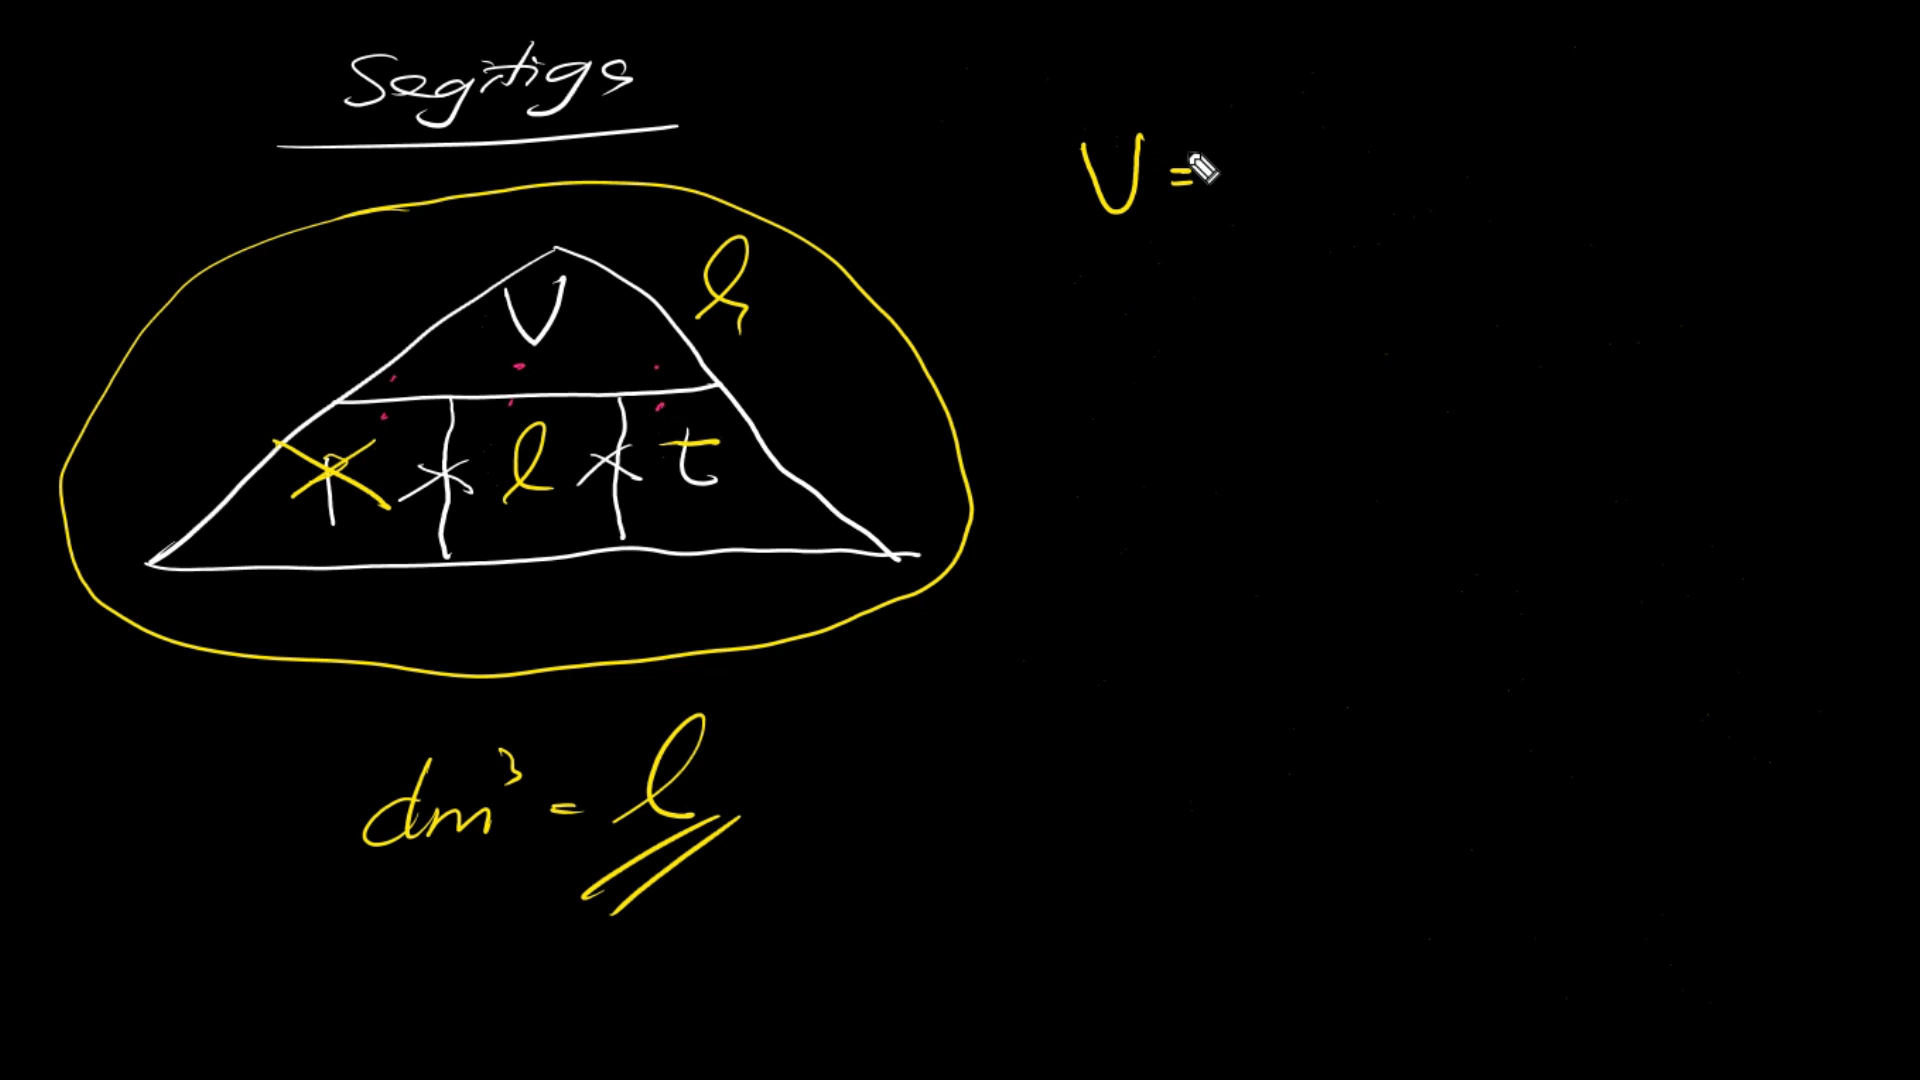 Segitiga
V =
V
l
p * l * t
dm³ = l